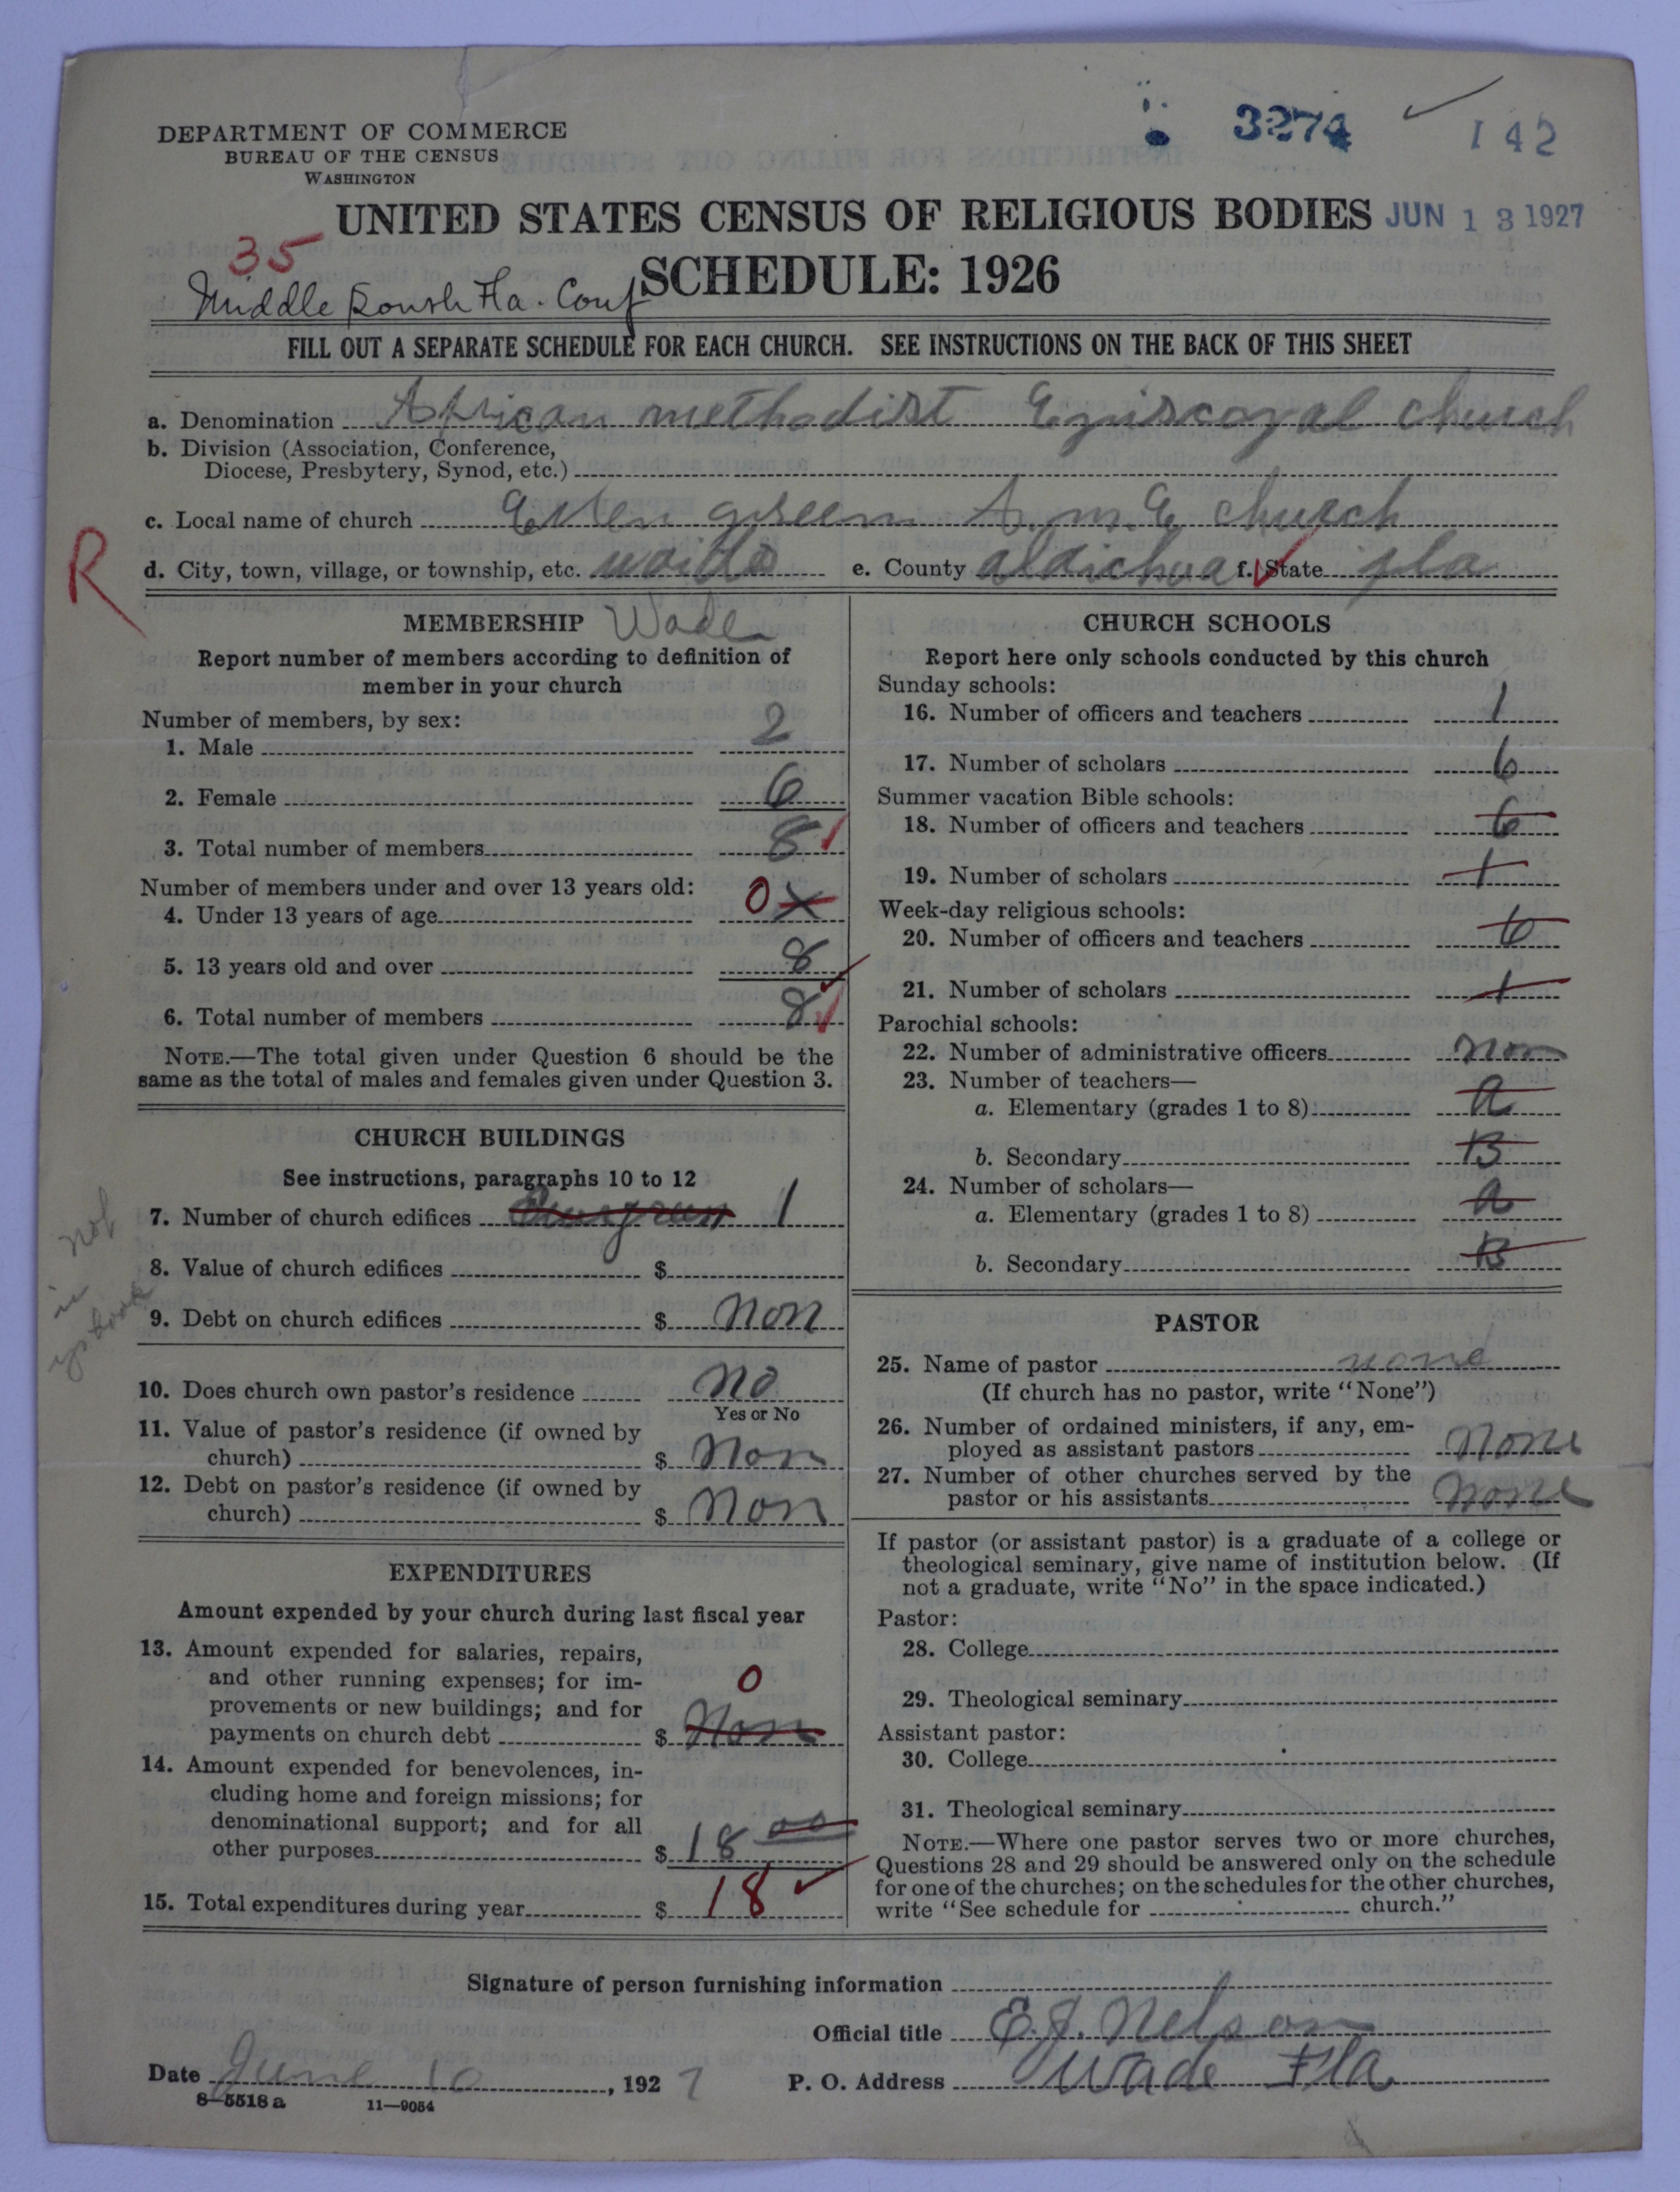 3274 142
DEPARTMENT OF COMMERCE
BUREAU OF THE CENSUS
WASHINGTON
UNITED STATES CENSUS OF RELIGIOUS BODIES JUN 13 1927
35
Middle South Fla. Conf SCHEDULE: 1926
FILL OUT A SEPARATE SCHEDULE FOR EACH CHURCH. SEE INSTRUCTIONS ON THE BACK OF THIS SHEET
a. Denomination African methodist Episcopal church
b. Division (Association, Conference,
Diocese, Presbytery, Synod, etc.)
c. Local name of church green A. m. E church
R
d. City, town, village, or township, etc. e. County alaichua f. State fla
MEMBERSHIP Wade
Report number of members according to definition of
member in your church
Number of members, by sex:
1. Male 2
2. Female 6
3. Total number of members 8
Number of members under and over 13 years old:
4. Under 13 years of age 0 x
5. 13 years old and over 8
6. Total number of members 8
NOTE.—The total given under Question 6 should be the
same as the total of males and females given under Question 3.
CHURCH BUILDINGS
See instructions, paragraphs 10 to 12
7. Number of church edifices 1
8. Value of church edifices $
9. Debt on church edifices $ non
not
in
10. Does church own pastor's residence no
Yes or No
11. Value of pastor's residence (if owned by
church) $ Non
12. Debt on pastor's residence (if owned by
church) $ Non
EXPENDITURES
Amount expended by your church during last fiscal year
13. Amount expended for salaries, repairs,
and other running expenses; for im-
provements or new buildings; and for
payments on church debt $ Non
0
14. Amount expended for benevolences, in-
cluding home and foreign missions; for
denominational support; and for all
other purposes $ 18 00
15. Total expenditures during year $ 18
CHURCH SCHOOLS
Report here only schools conducted by this church
Sunday schools:
16. Number of officers and teachers 1
17. Number of scholars 6
Summer vacation Bible schools:
18. Number of officers and teachers 6
19. Number of scholars 1
Week-day religious schools:
20. Number of officers and teachers 6
21. Number of scholars 1
Parochial schools:
22. Number of administrative officers non
23. Number of teachers—
a. Elementary (grades 1 to 8) a
b. Secondary B
24. Number of scholars—
a. Elementary (grades 1 to 8) a
b. Secondary B
PASTOR
25. Name of pastor none
(If church has no pastor, write "None")
26. Number of ordained ministers, if any, em-
ployed as assistant pastors None
27. Number of other churches served by the
pastor or his assistants None
If pastor (or assistant pastor) is a graduate of a college or
theological seminary, give name of institution below. (If
not a graduate, write "No" in the space indicated.)
Pastor:
28. College
29. Theological seminary
Assistant pastor:
30. College
31. Theological seminary
NOTE.—Where one pastor serves two or more churches,
Questions 28 and 29 should be answered only on the schedule
for one of the churches; on the schedules for the other churches,
write "See schedule for church."
Signature of person furnishing information
Official title E. J. Nelson
Date June 10, 1927 P. O. Address Wade Fla
8-5518 a 11-9054